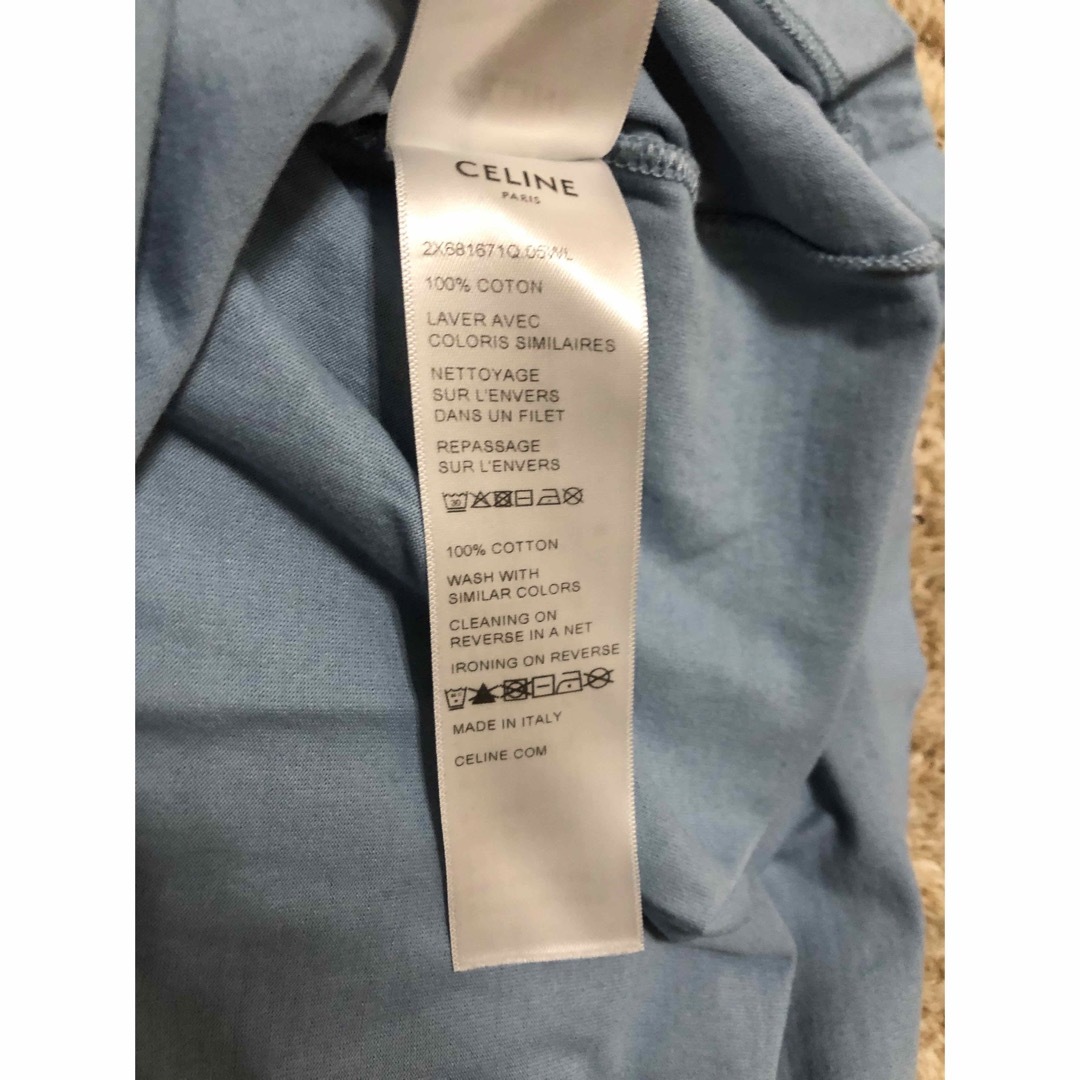 CELINE
PARIS
2X681671Q.05WL
100% COTON
LAVER AVEC
COLORIS SIMILAIRES
NETTOYAGE
SUR L'ENVERS
DANS UN FILET
REPASSAGE
SUR L'ENVERS
100% COTTON
WASH WITH
SIMILAR COLORS
CLEANING ON
REVERSE IN A NET
IRONING ON REVERSE
MADE IN ITALY
CELINE COM